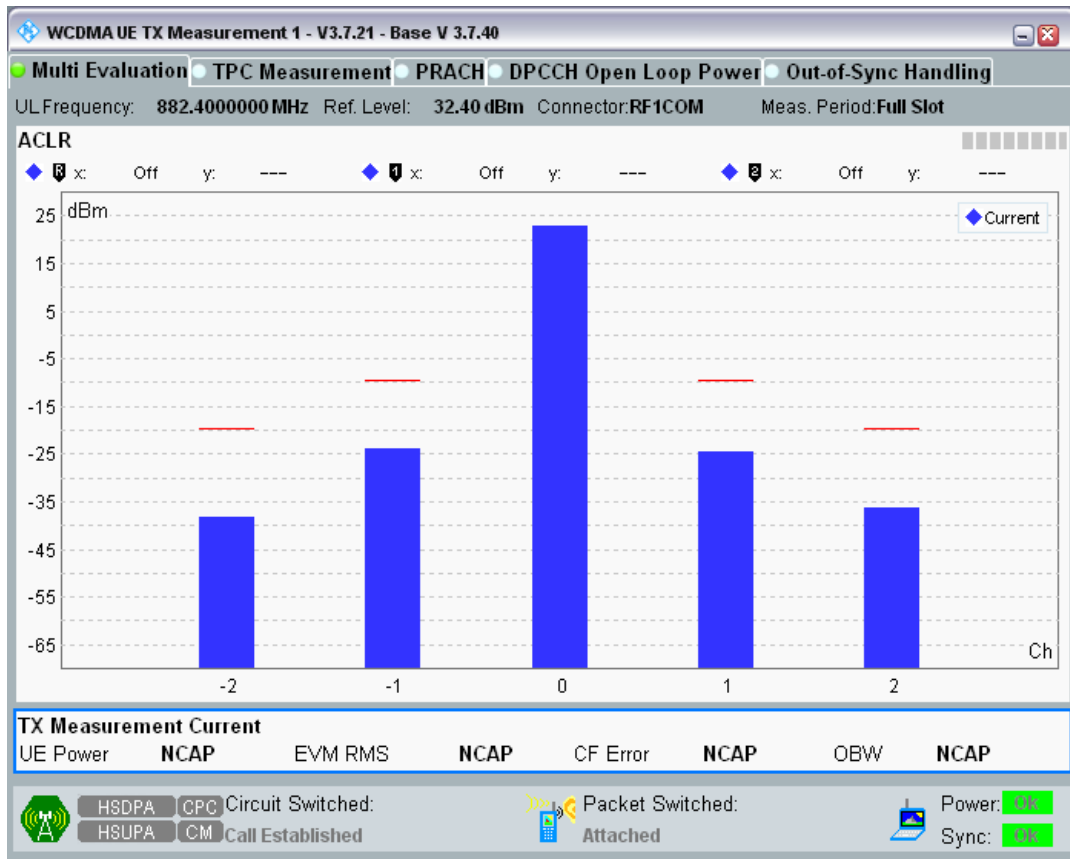 WCDMA UE TX Measurement 1 - V3.7.21 - Base V 3.7.40
Multi Evaluation TPC Measurement PRACH DPCCH Open Loop Power Out-of-Sync Handling
UL Frequency: 882.4000000 MHz Ref. Level: 32.40 dBm Connector:RF1COM Meas. Period:Full Slot
ACLR
R x: Off y: --- 1 x: Off y: --- 2 x: Off y: ---
dBm
Current
25
15
5
-5
-15
-25
-35
-45
-55
-65
Ch
-2 -1 0 1 2
TX Measurement Current
UE Power NCAP EVM RMS NCAP CF Error NCAP OBW NCAP
HSDPA CPC Circuit Switched: Packet Switched: Power: Ok
HSUPA CM Call Established Attached Sync: Ok